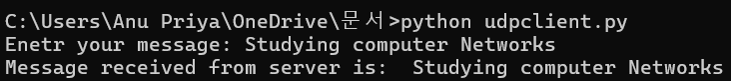 C:\Users\Anu Priya\OneDrive\문서>python udpclient.py
Enetr your message: Studying computer Networks
Message received from server is:  Studying computer Networks